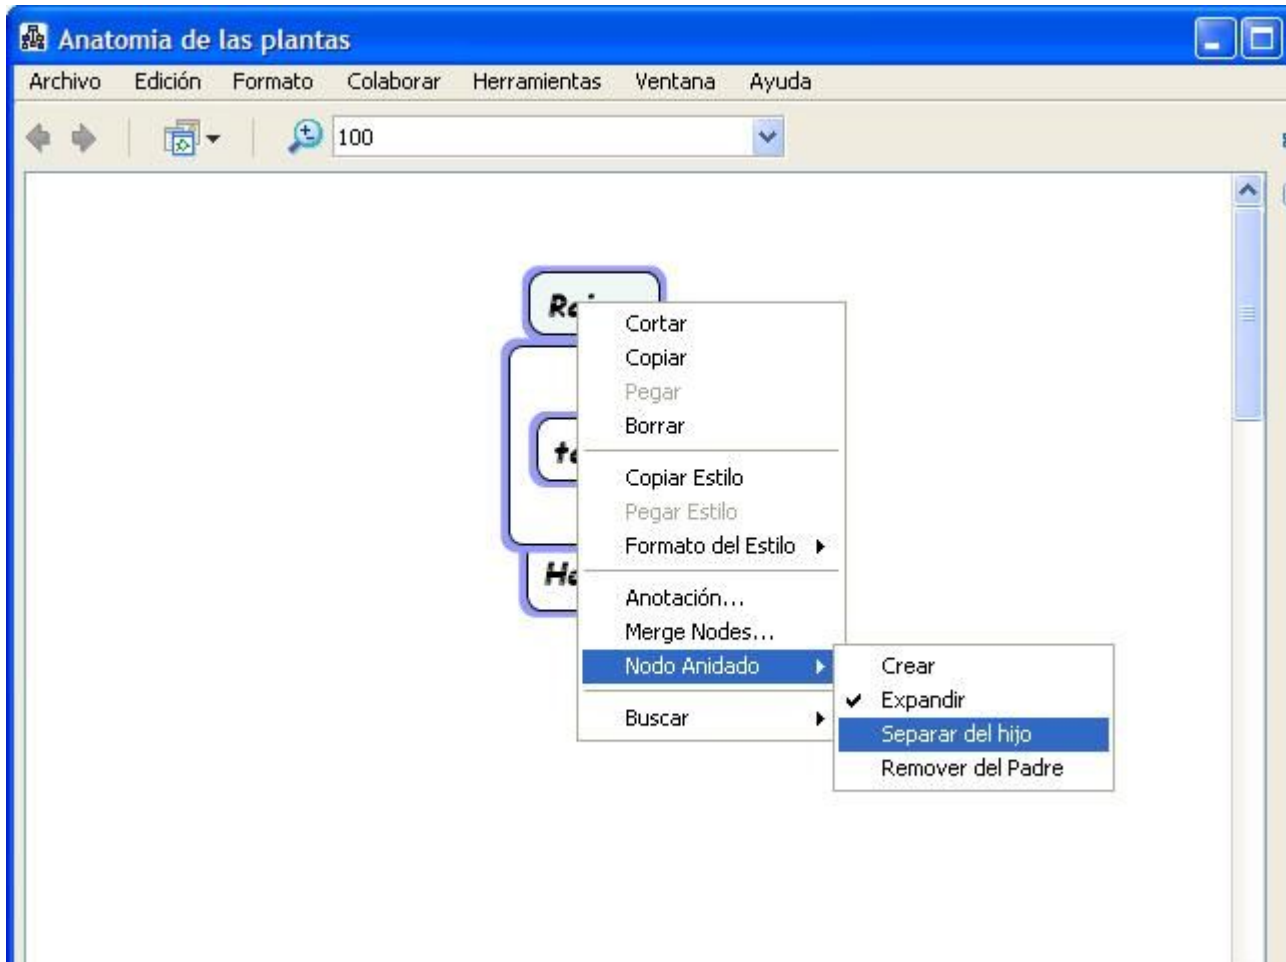 Anatomia de las plantas
Archivo Edición Formato Colaborar Herramientas Ventana Ayuda
100
Cortar
Copiar
Pegar
Borrar
Copiar Estilo
Pegar Estilo
Formato del Estilo
Anotación...
Merge Nodes...
Nodo Anidado
Buscar
Crear
Expandir
Separar del hijo
Remover del Padre